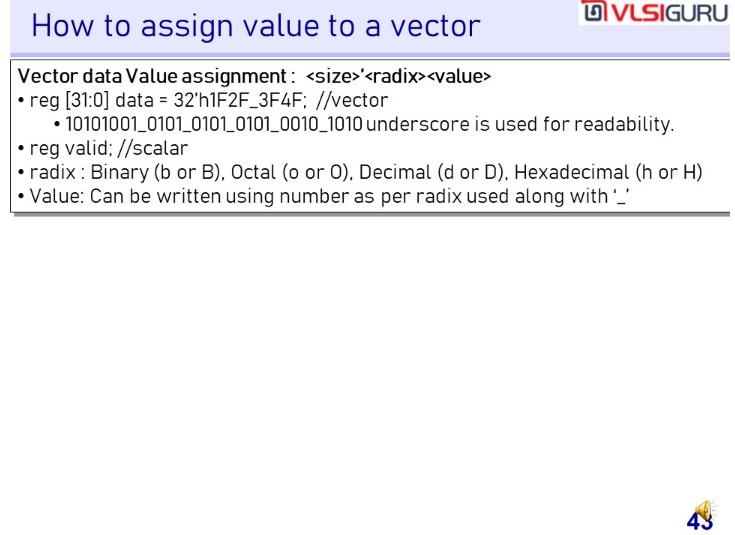 How to assign value to a vector
VLSIGURU
Vector data Value assignment : <size>'<radix><value>
• reg [31:0] data = 32'h1F2F_3F4F; //vector
• 10101001_0101_0101_0101_0010_1010 underscore is used for readability.
• reg valid; //scalar
• radix : Binary (b or B), Octal (o or O), Decimal (d or D), Hexadecimal (h or H)
• Value: Can be written using number as per radix used along with ‘_’
43